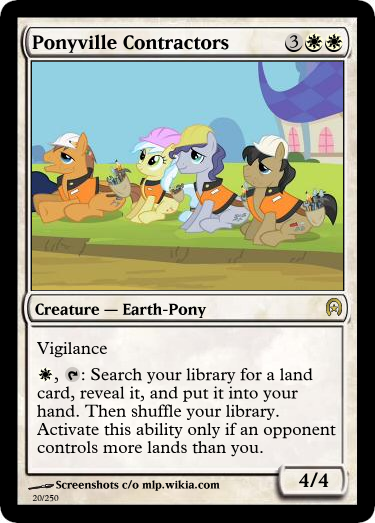 Ponyville Contractors 3
Creature — Earth-Pony
Vigilance
, : Search your library for a land
card, reveal it, and put it into your
hand. Then shuffle your library.
Activate this ability only if an opponent
controls more lands than you.
4/4
Screenshots c/o mlp.wikia.com
20/250